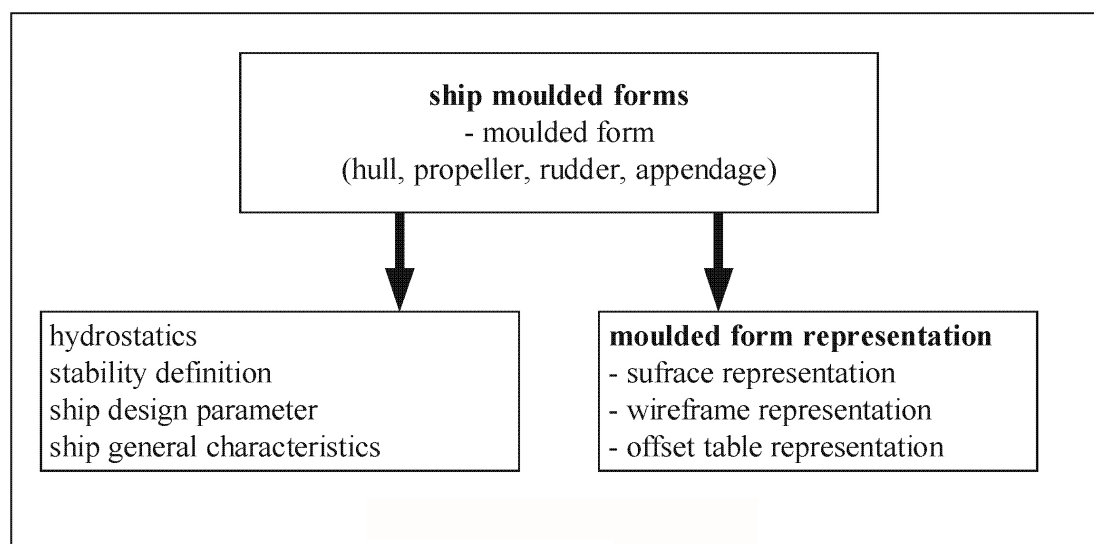 ship moulded forms
- moulded form
(hull, propeller, rudder, appendage)
hydrostatics
stability definition
ship design parameter
ship general characteristics
moulded form representation
- sufrace representation
- wireframe representation
- offset table representation